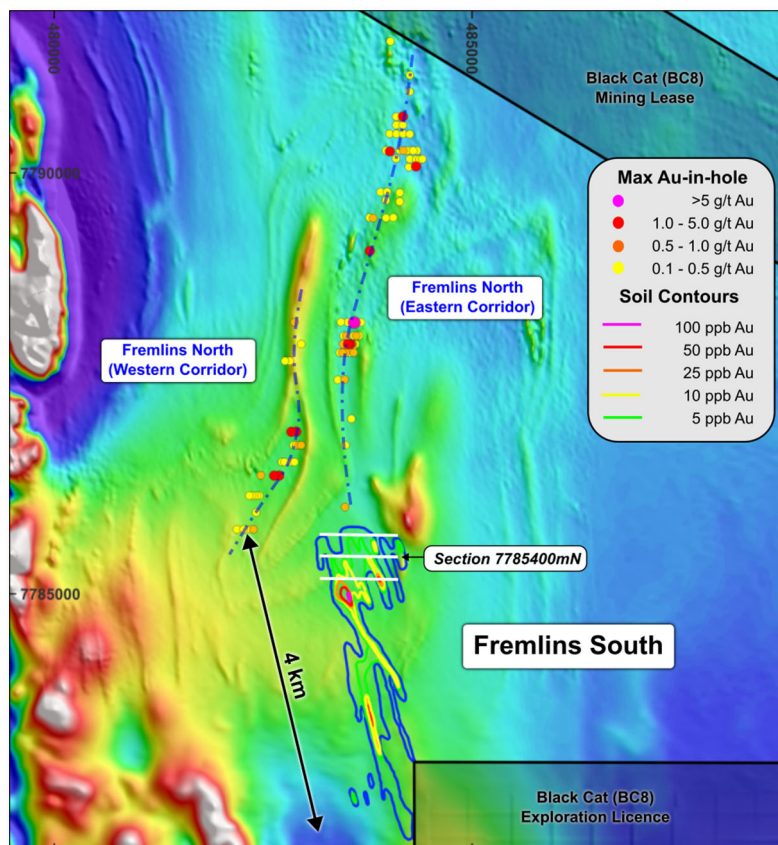 480000
485000
Black Cat (BC8)
Mining Lease
7790000
Max Au-in-hole
>5 g/t Au
1.0 - 5.0 g/t Au
0.5 - 1.0 g/t Au
0.1 - 0.5 g/t Au
Soil Contours
100 ppb Au
50 ppb Au
25 ppb Au
10 ppb Au
5 ppb Au
Fremlins North
(Eastern Corridor)
Fremlins North
(Western Corridor)
Section 7785400mN
7785000
Fremlins South
4 km
Black Cat (BC8)
Exploration Licence